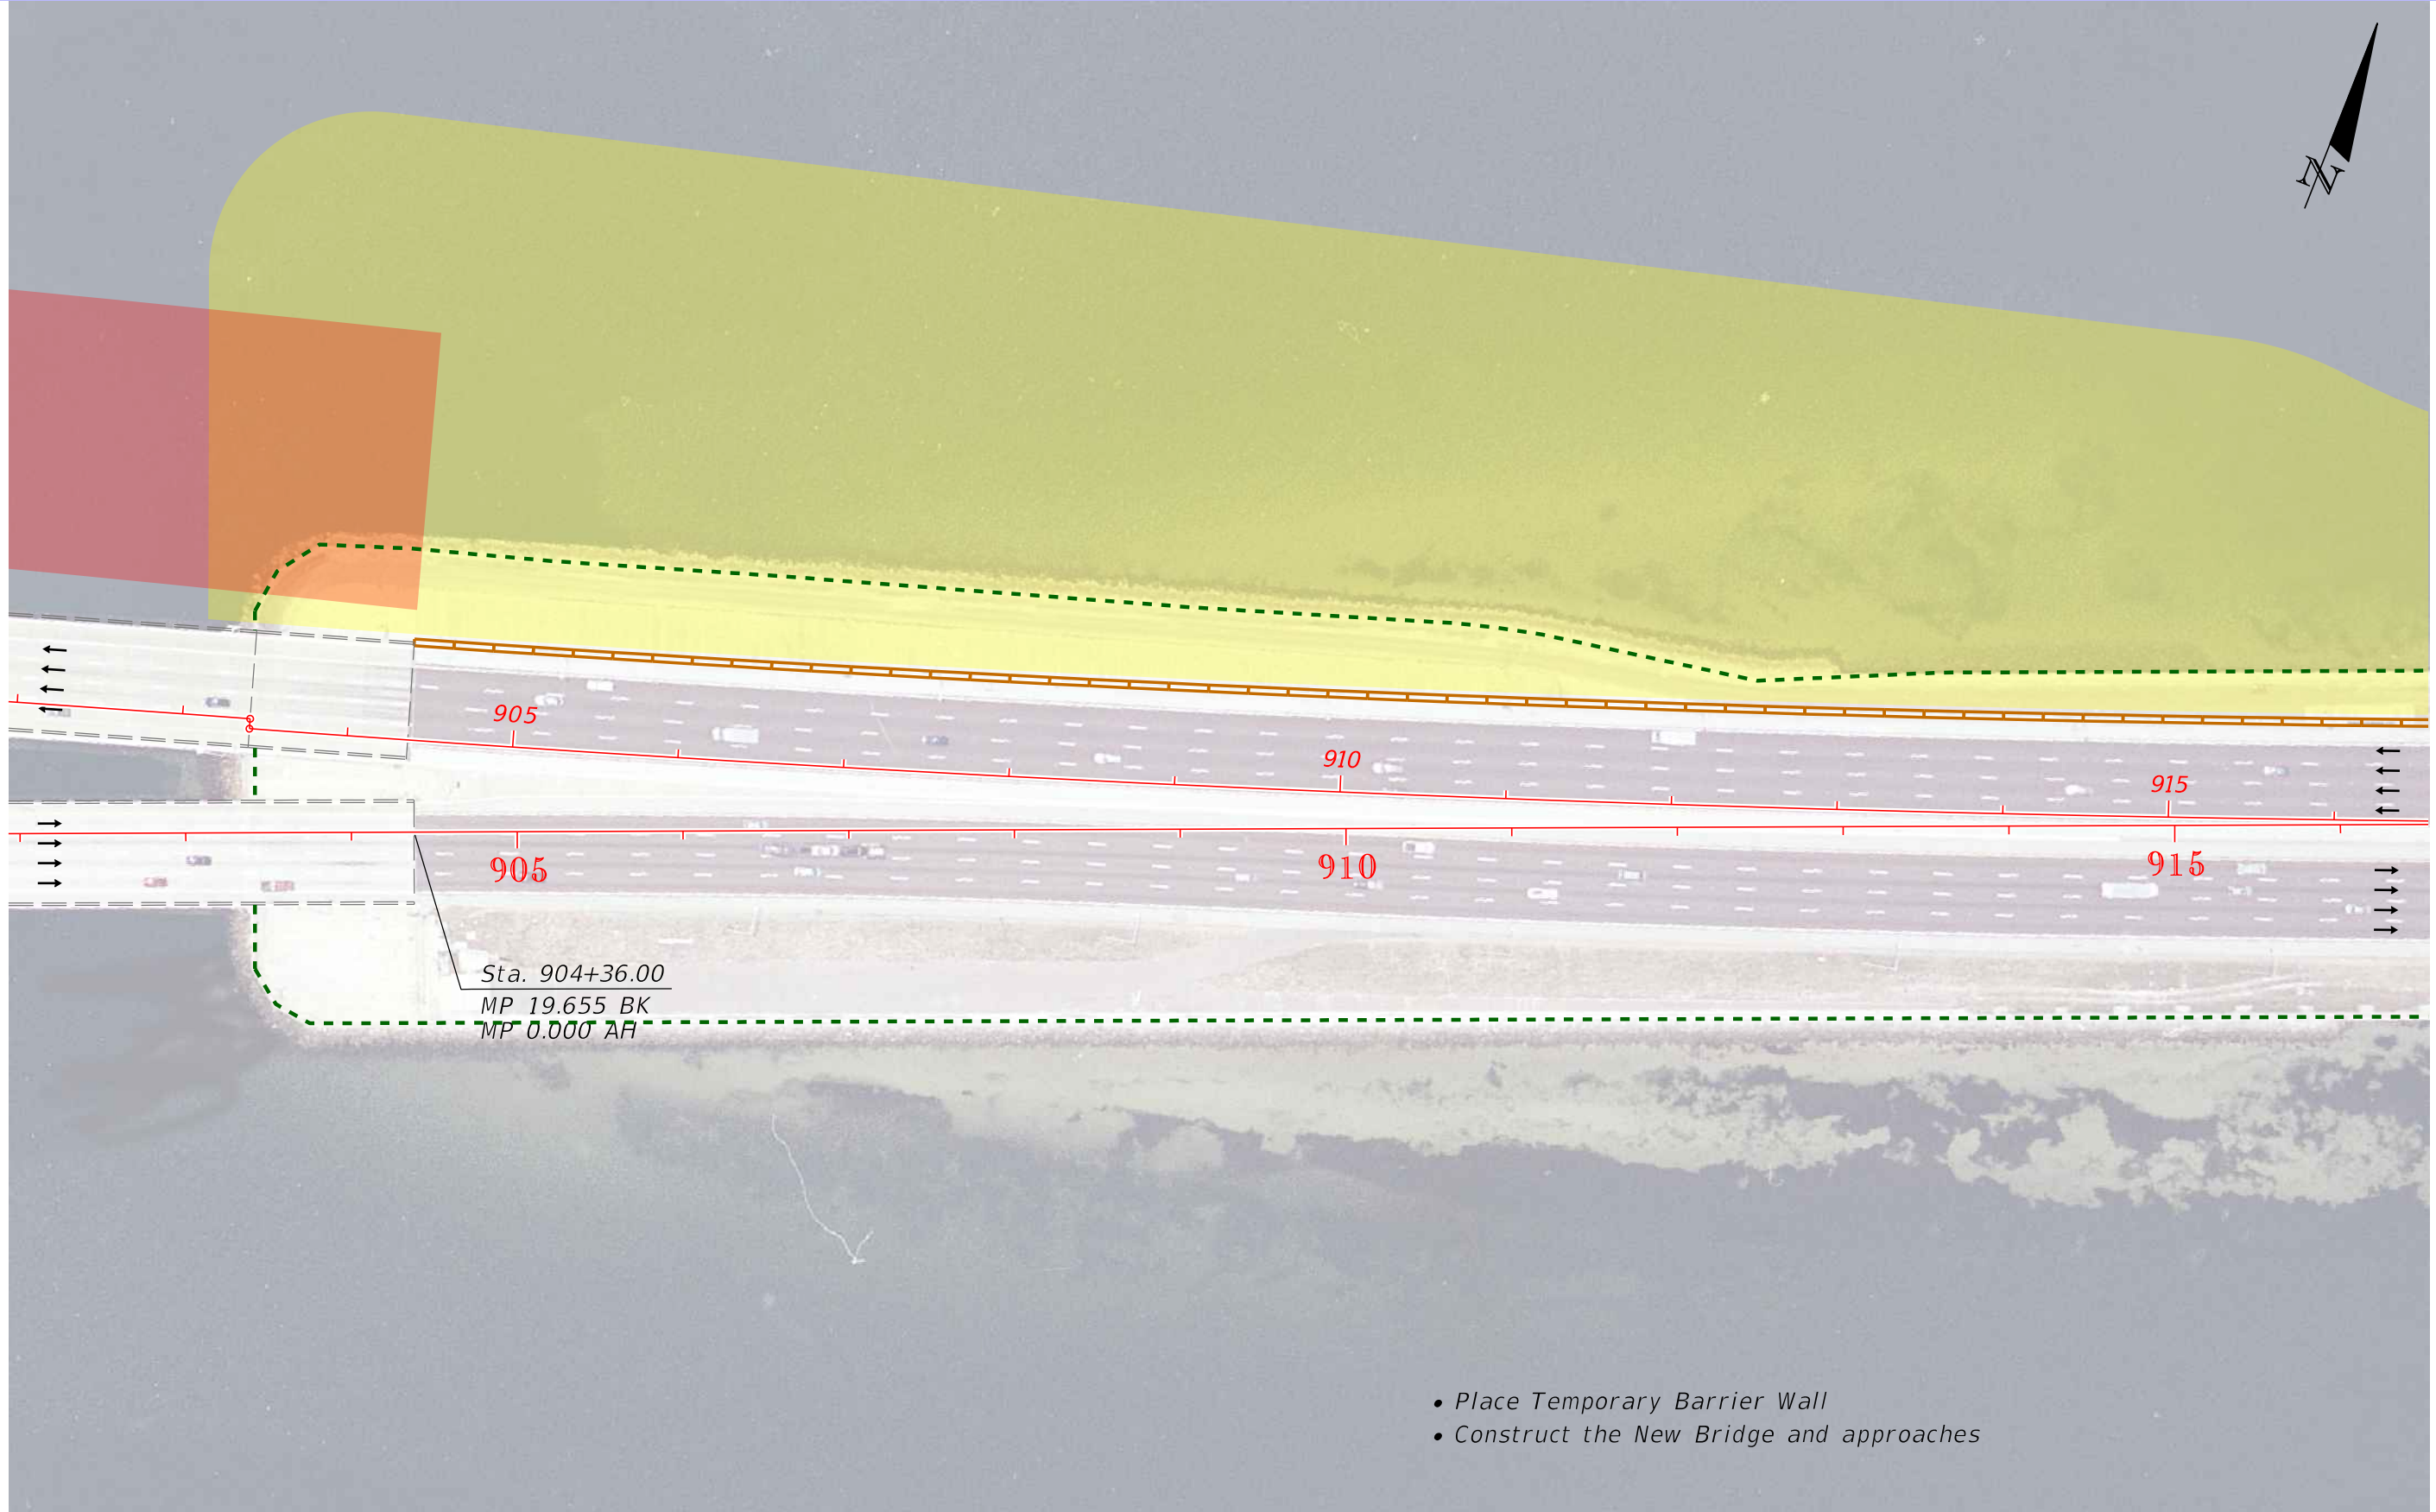 N
905
910
915
905
910
915
Sta. 904+36.00
MP 19.655 BK
MP 0.000 AH
• Place Temporary Barrier Wall
• Construct the New Bridge and approaches